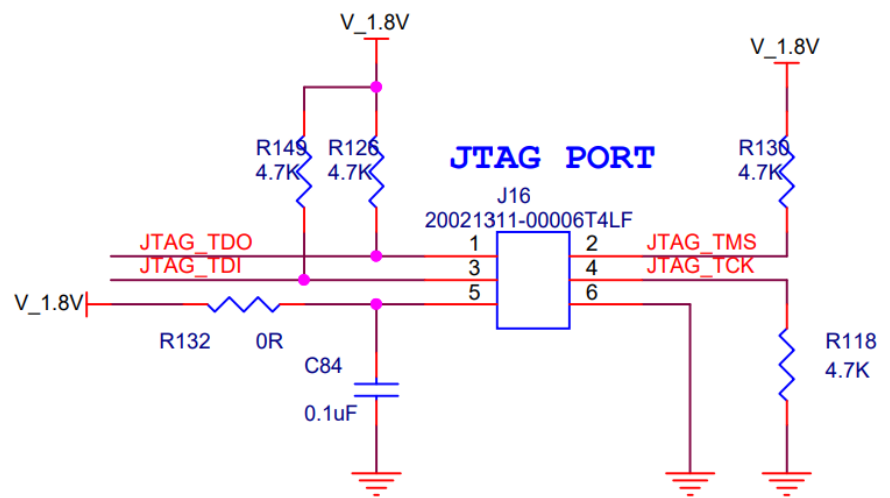 V_1.8V
V_1.8V
R149
4.7K
R126
4.7K
JTAG PORT
R130
4.7K
J16
20021311-00006T4LF
JTAG_TDO
1
2
JTAG_TMS
JTAG_TDI
3
4
JTAG_TCK
V_1.8V
5
6
R132
0R
R118
4.7K
C84
0.1uF